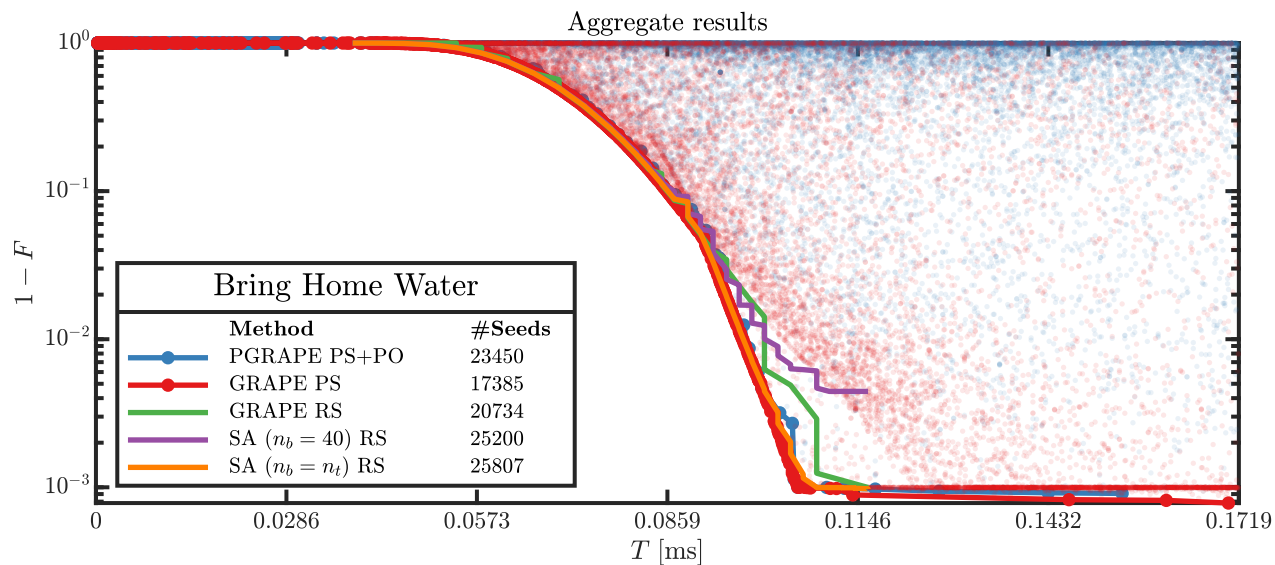 Aggregate results
10⁰
10⁻¹
10⁻²
10⁻³
1 − F
Bring Home Water
Method #Seeds
PGRAPE PS+PO 23450
GRAPE PS 17385
GRAPE RS 20734
SA (n_b = 40) RS 25200
SA (n_b = n_t) RS 25807
0 0.0286 0.0573 0.0859 0.1146 0.1432 0.1719
T [ms]